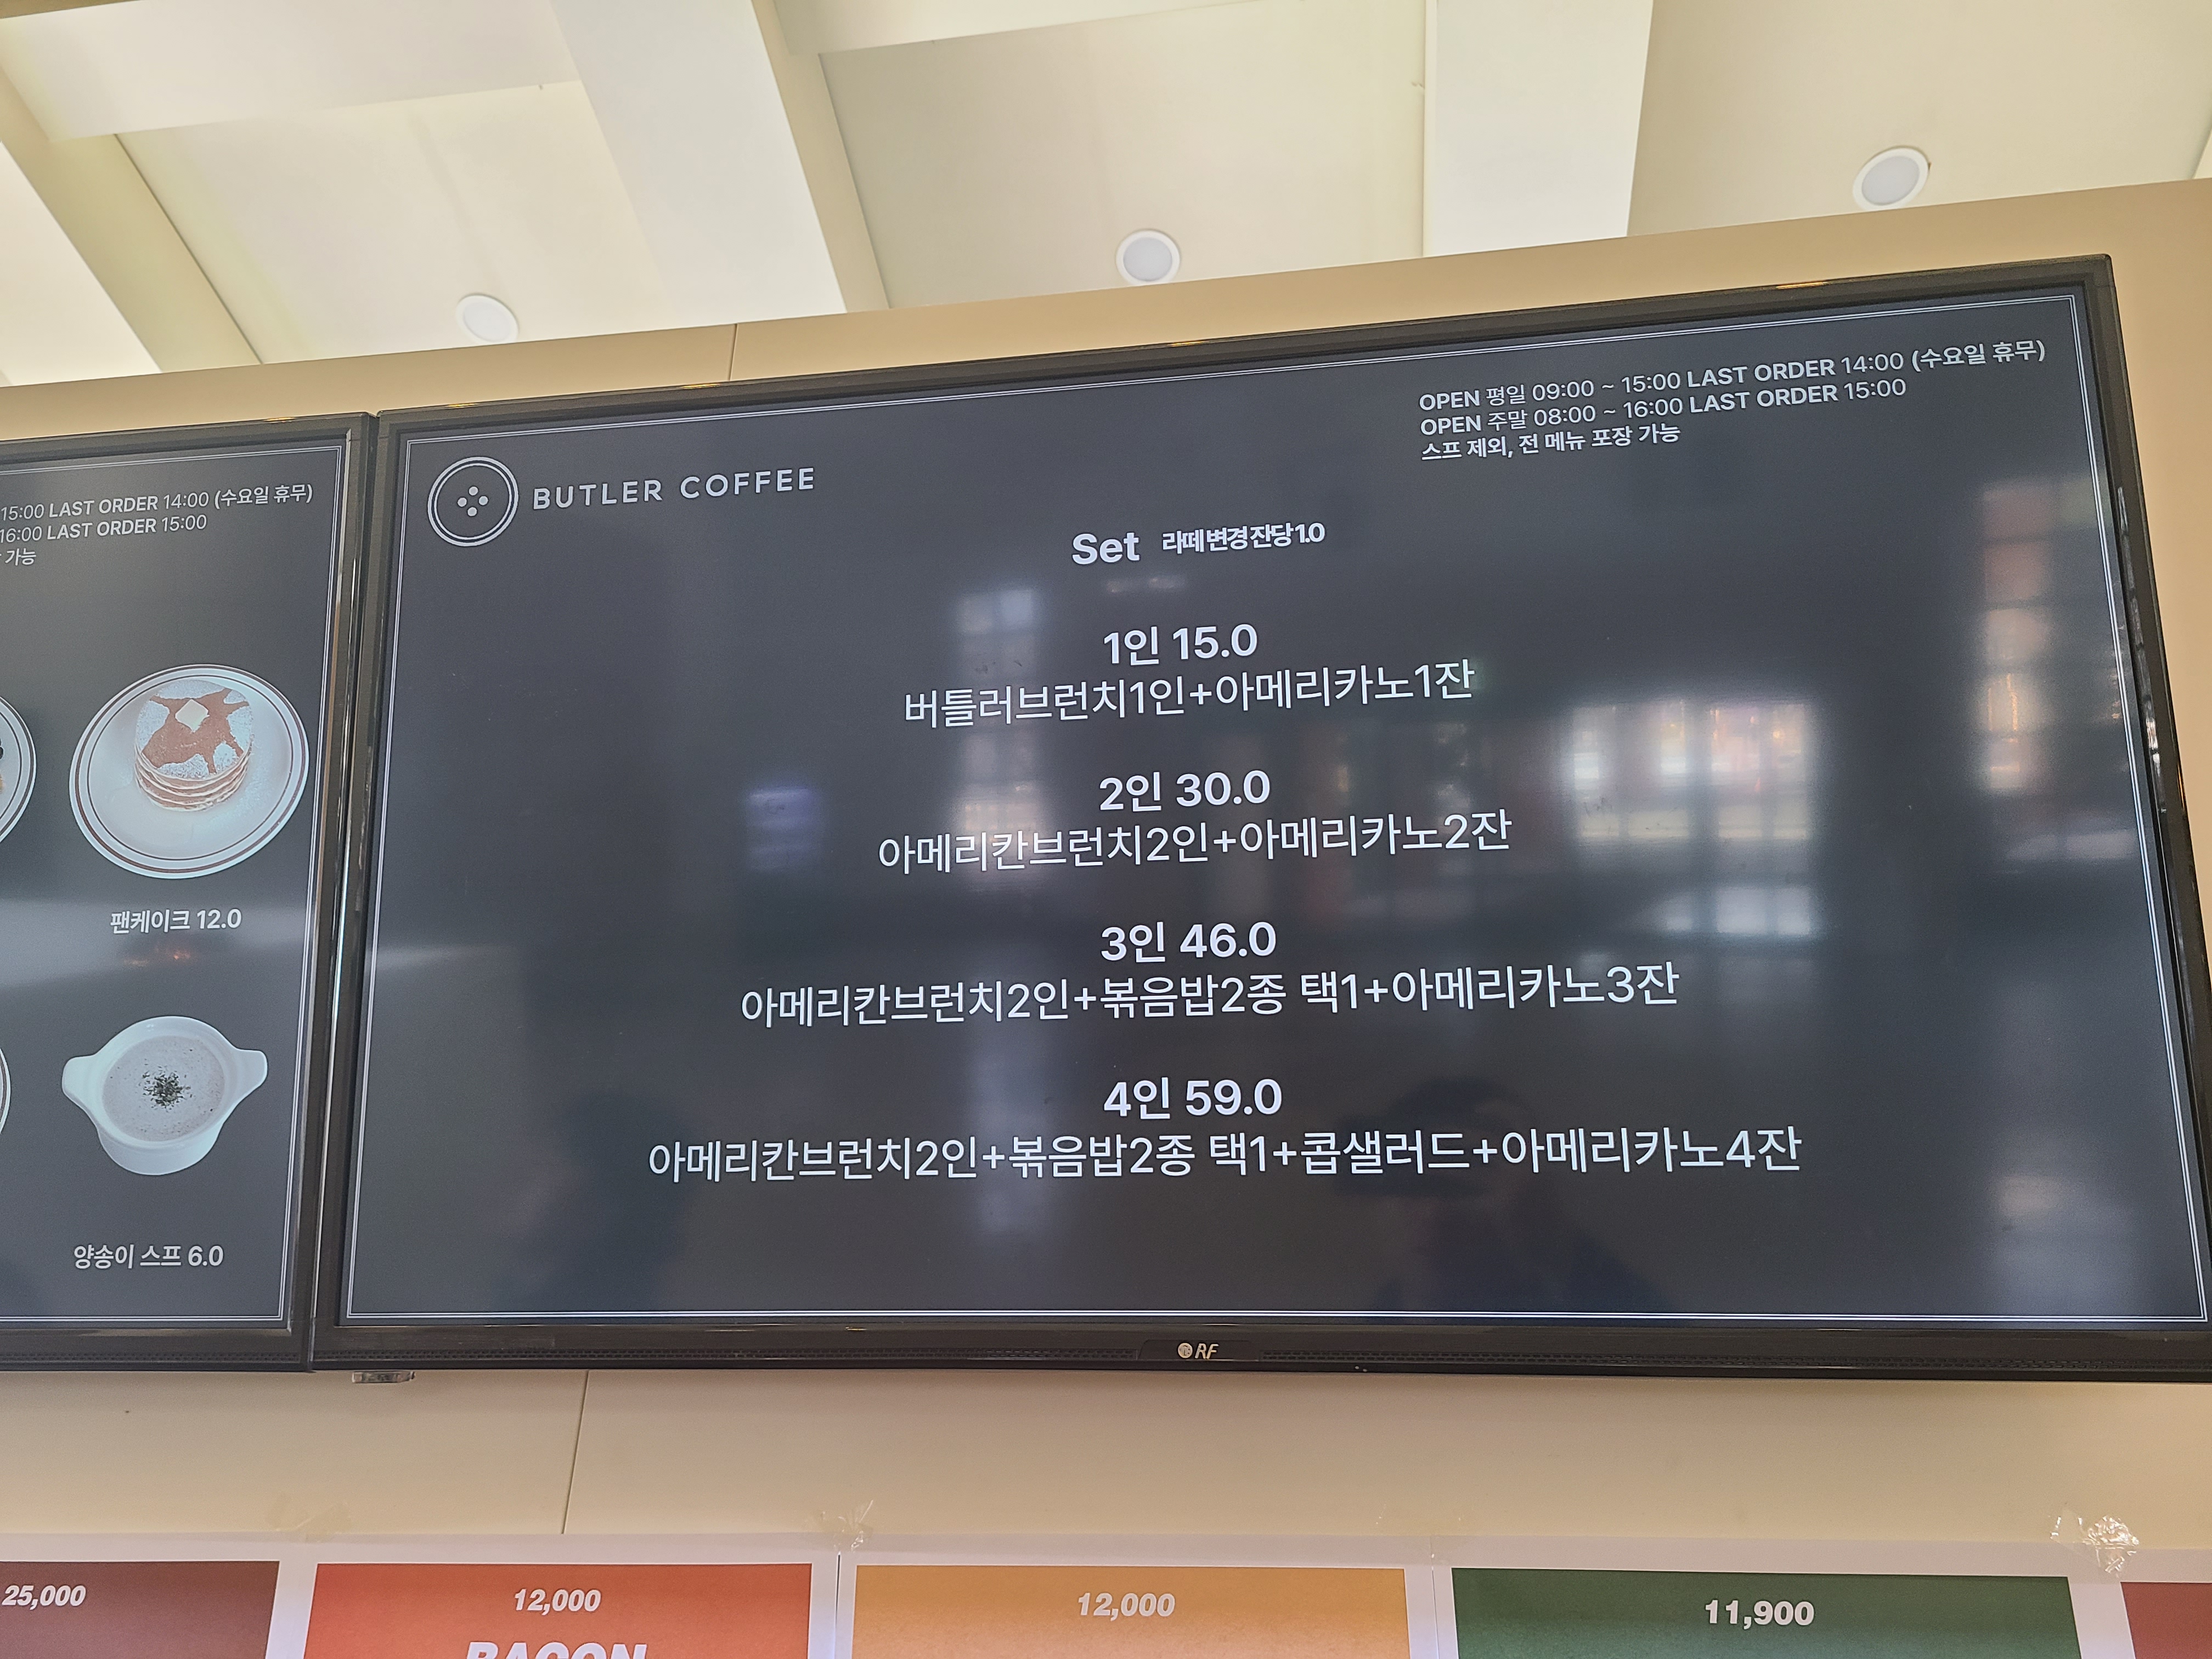 15:00 LAST ORDER 14:00 (수요일 휴무)
16:00 LAST ORDER 15:00
가능
팬케이크 12.0
양송이 스프 6.0
BUTLER COFFEE
OPEN 평일 09:00 ~ 15:00 LAST ORDER 14:00 (수요일 휴무)
OPEN 주말 08:00 ~ 16:00 LAST ORDER 15:00
스프 제외, 전 메뉴 포장 가능
Set 라떼변경 잔당1.0
1인 15.0
버틀러브런치1인+아메리카노1잔
2인 30.0
아메리칸브런치2인+아메리카노2잔
3인 46.0
아메리칸브런치2인+볶음밥2종 택1+아메리카노3잔
4인 59.0
아메리칸브런치2인+볶음밥2종 택1+콥샐러드+아메리카노4잔
RF
25,000
12,000
BACON
12,000
11,900